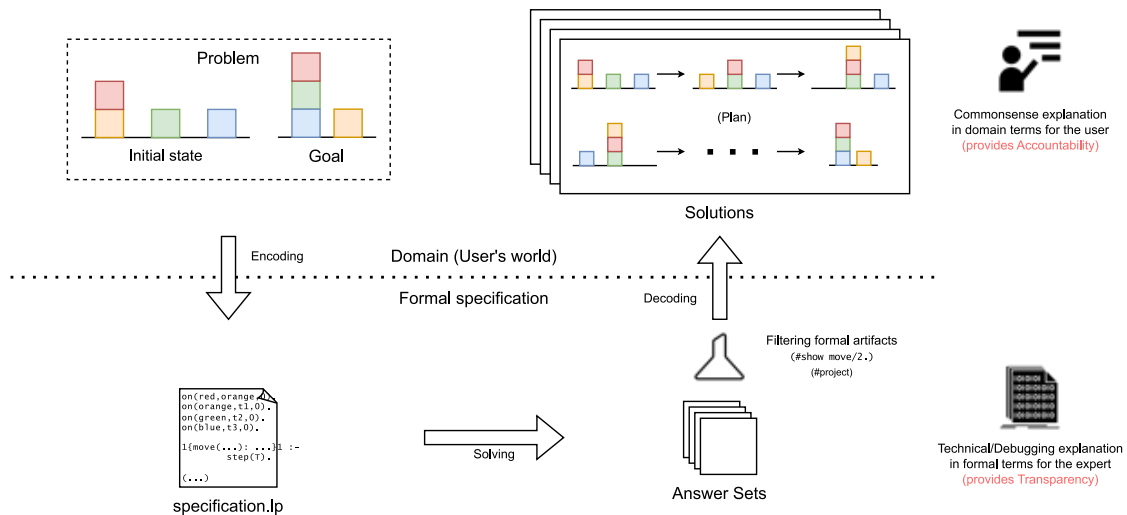 Problem
Initial state
Goal
(Plan)
Solutions
Commonsense explanation
in domain terms for the user
(provides Accountability)
Encoding
Domain (User's world)
Formal specification
Decoding
Filtering formal artifacts
(#show move/2.)
(#project)
on(red,orange,0).
on(orange,t1,0).
on(green,t2,0).
on(blue,t3,0).
1{move(...): ...}1 :-
step(T).
(...)
specification.lp
Solving
Answer Sets
Technical/Debugging explanation
in formal terms for the expert
(provides Transparency)